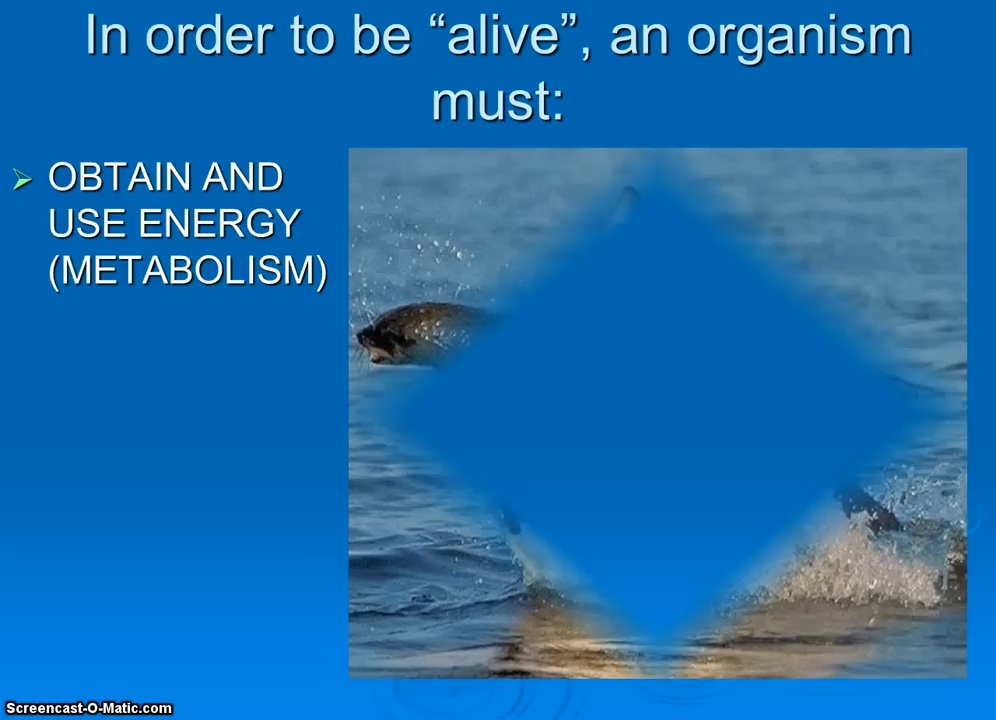 In order to be “alive”, an organism
must:
OBTAIN AND
USE ENERGY
(METABOLISM)
Screencast-O-Matic.com